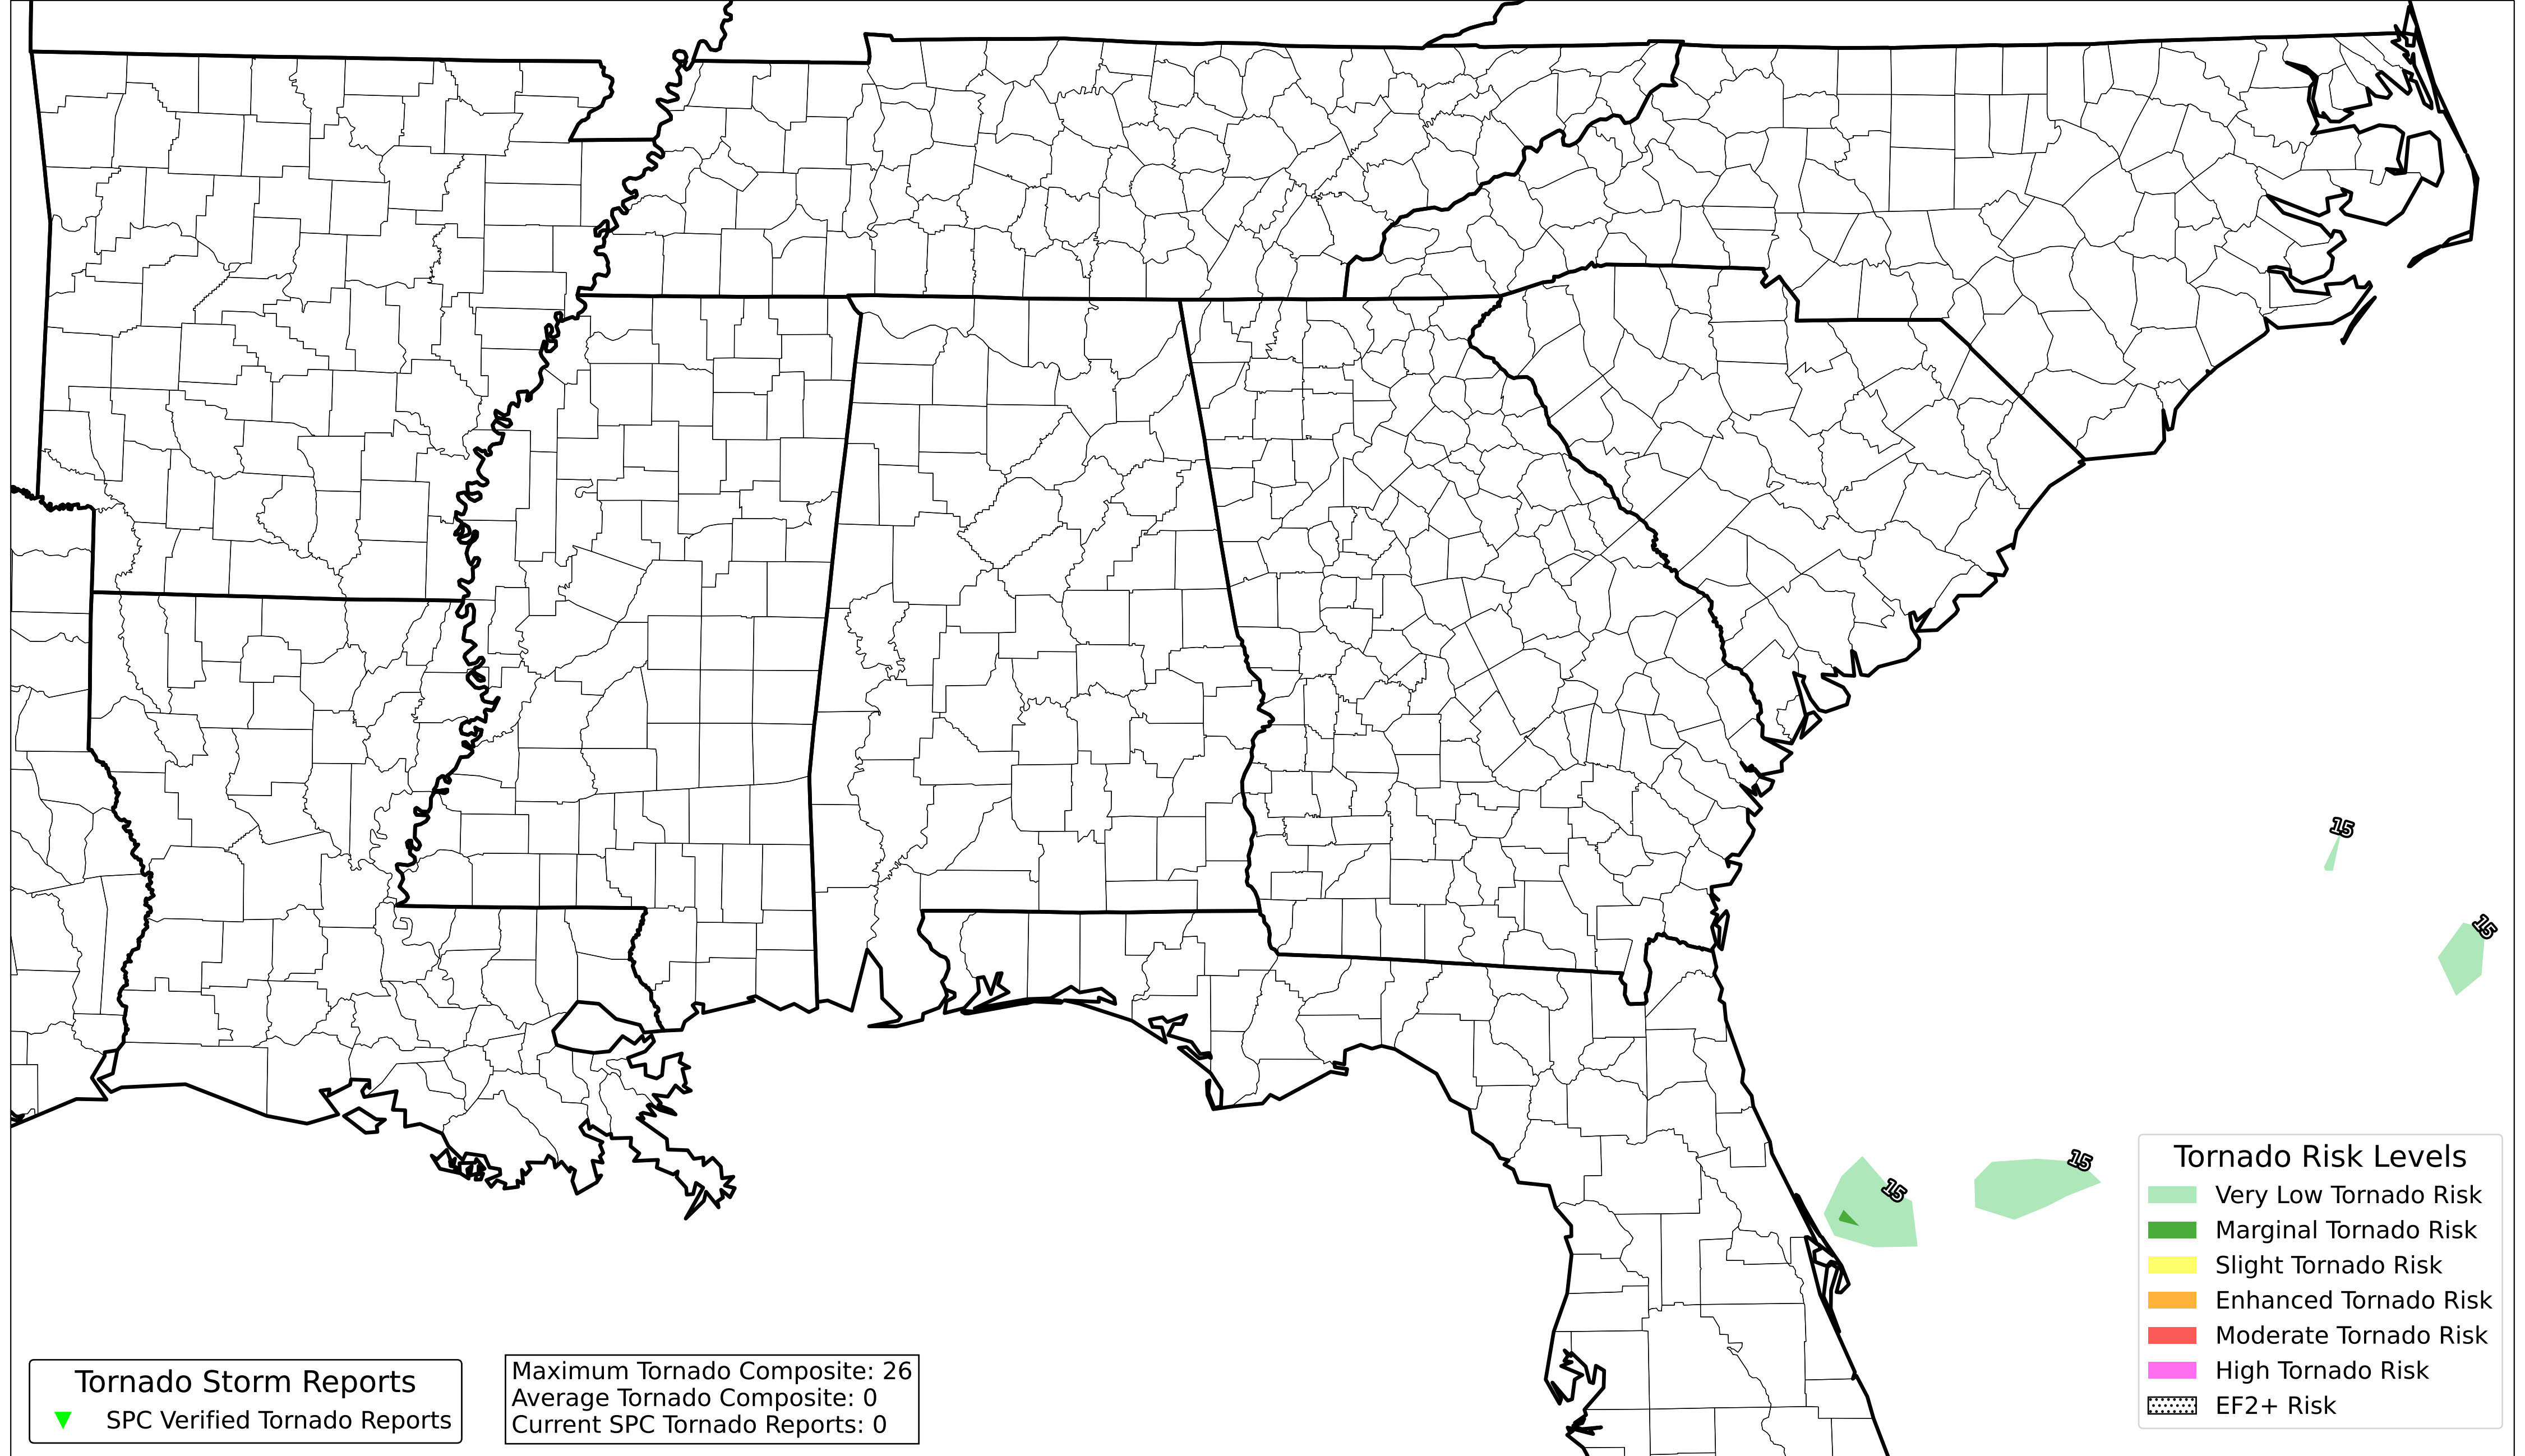 15
15
15
15
Tornado Risk Levels
Very Low Tornado Risk
Marginal Tornado Risk
Slight Tornado Risk
Enhanced Tornado Risk
Moderate Tornado Risk
High Tornado Risk
EF2+ Risk
Tornado Storm Reports
SPC Verified Tornado Reports
Maximum Tornado Composite: 26
Average Tornado Composite: 0
Current SPC Tornado Reports: 0